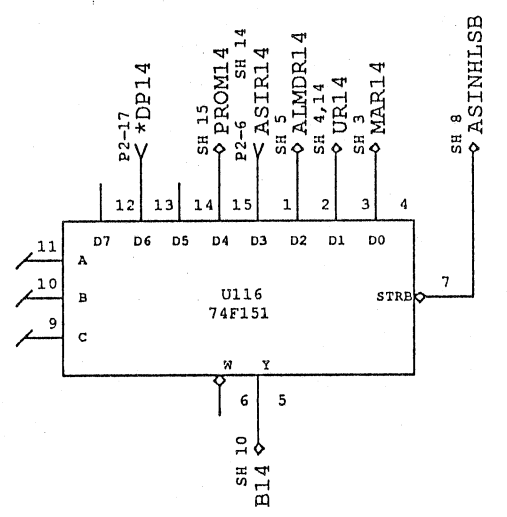 P2-17
*DP14
SH 15
PROM14
P2-6
SH 14
ASIR14
SH 5
ALMDR14
SH 4,14
UR14
SH 3
MAR14
SH 8
ASINHLSB
12 13 14 15 1 2 3 4
D7 D6 D5 D4 D3 D2 D1 D0
11 A
10 B
9 C
U116
74F151
STRB 7
W Y
6 5
SH 10
B14